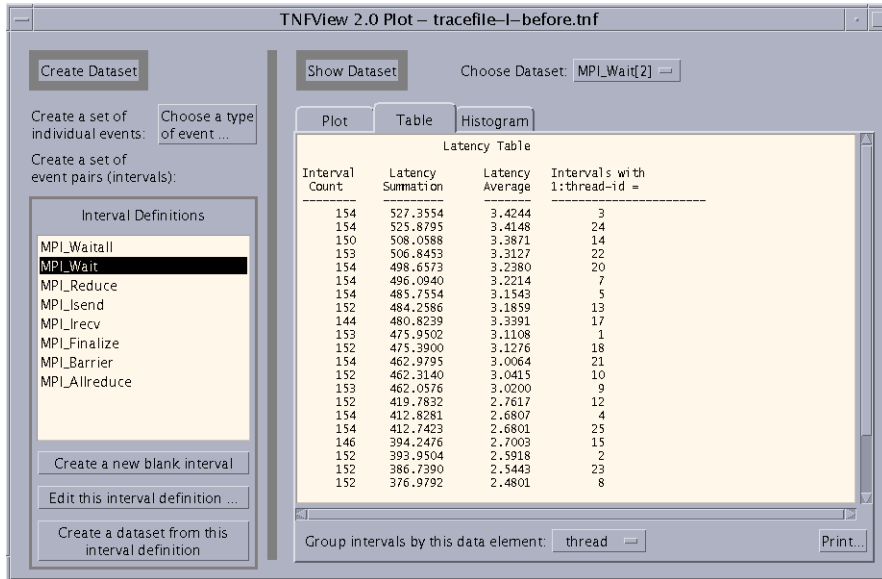 TNFView 2.0 Plot – tracefile–I–before.tnf
Create Dataset
Create a set of individual events:
Choose a type of event ...
Create a set of event pairs (intervals):
Interval Definitions
MPI_Waitall
MPI_Wait
MPI_Reduce
MPI_Isend
MPI_Irecv
MPI_Finalize
MPI_Barrier
MPI_Allreduce
Create a new blank interval
Edit this interval definition ...
Create a dataset from this interval definition
Show Dataset
Choose Dataset: MPI_Wait[2]
Plot Table Histogram
Latency Table
Interval Latency Latency Intervals with
Count Summation Average 1:thread–id =
-------- --------- ------- -----------------------
154 527.3554 3.4244 3
154 525.8795 3.4148 24
150 508.0588 3.3871 14
153 506.8453 3.3127 22
154 498.6573 3.2380 20
154 496.0940 3.2214 7
154 485.7554 3.1543 5
152 484.2586 3.1859 13
144 480.8239 3.3391 17
153 475.9502 3.1108 1
152 475.3900 3.1276 18
154 462.9795 3.0064 21
152 462.3140 3.0415 10
153 462.0576 3.0200 9
152 419.7832 2.7617 12
154 412.8281 2.6807 4
154 412.7423 2.6801 25
146 394.2476 2.7003 15
152 393.9504 2.5918 2
152 386.7390 2.5443 23
152 376.9792 2.4801 8
Group intervals by this data element: thread
Print...